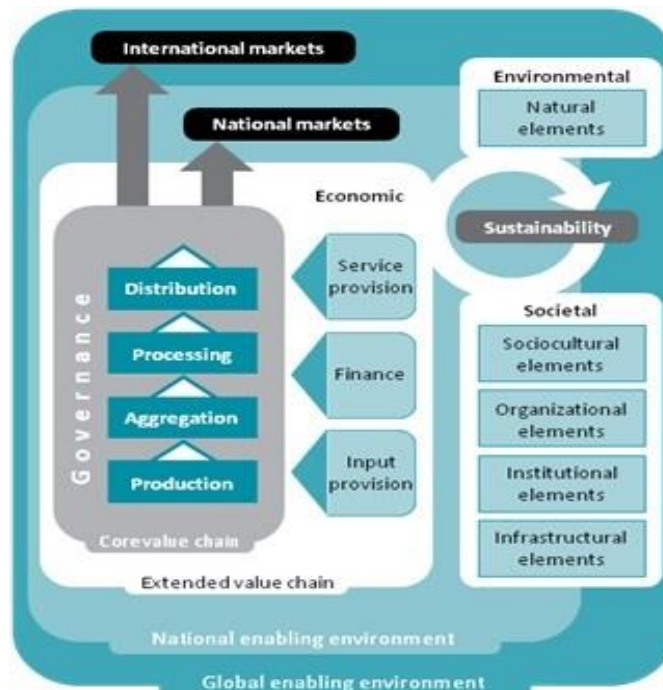 International markets
National markets
Environmental
Natural
elements
Economic
Sustainability
Governance
Distribution
Processing
Aggregation
Production
Service
provision
Finance
Input
provision
Societal
Sociocultural
elements
Organizational
elements
Institutional
elements
Infrastructural
elements
Corevalue chain
Extended value chain
National enabling environment
Global enabling environment